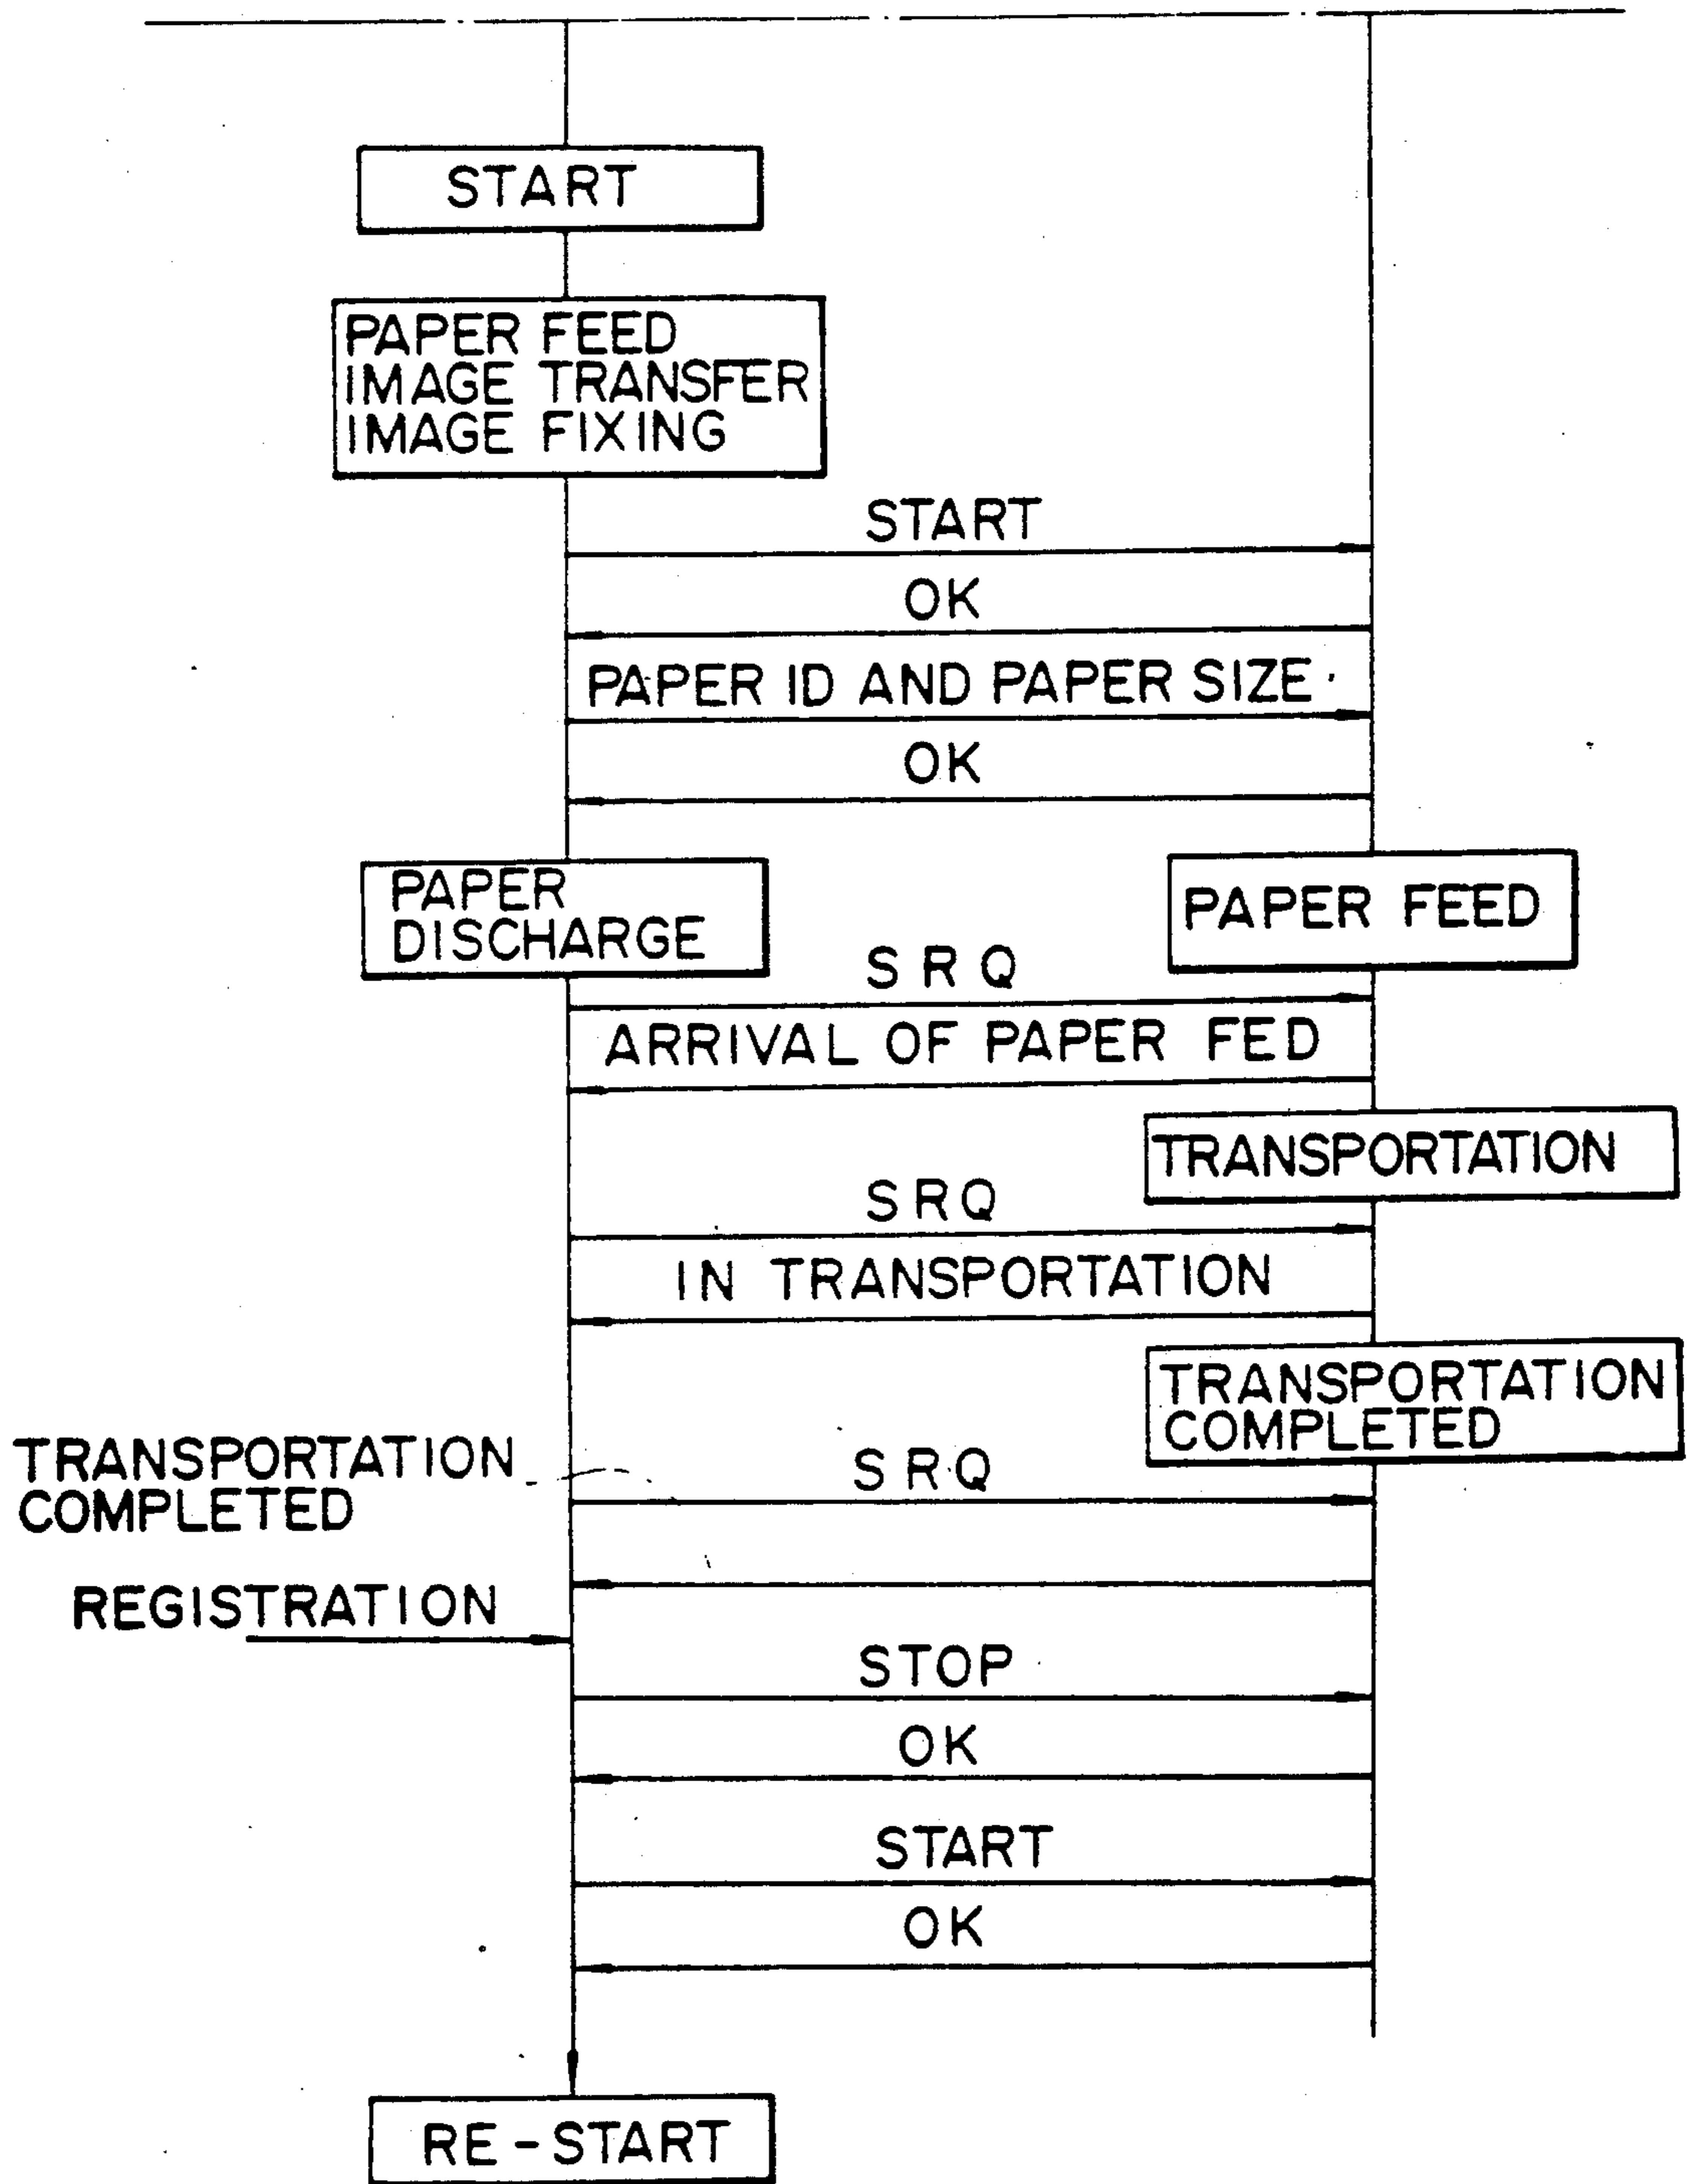 START
PAPER FEED
IMAGE TRANSFER
IMAGE FIXING
START
OK
PAPER ID AND PAPER SIZE
OK
PAPER
DISCHARGE
PAPER FEED
SRQ
ARRIVAL OF PAPER FED
TRANSPORTATION
SRQ
IN TRANSPORTATION
TRANSPORTATION
COMPLETED
TRANSPORTATION
COMPLETED
SRQ
REGISTRATION
STOP
OK
START
OK
RE-START